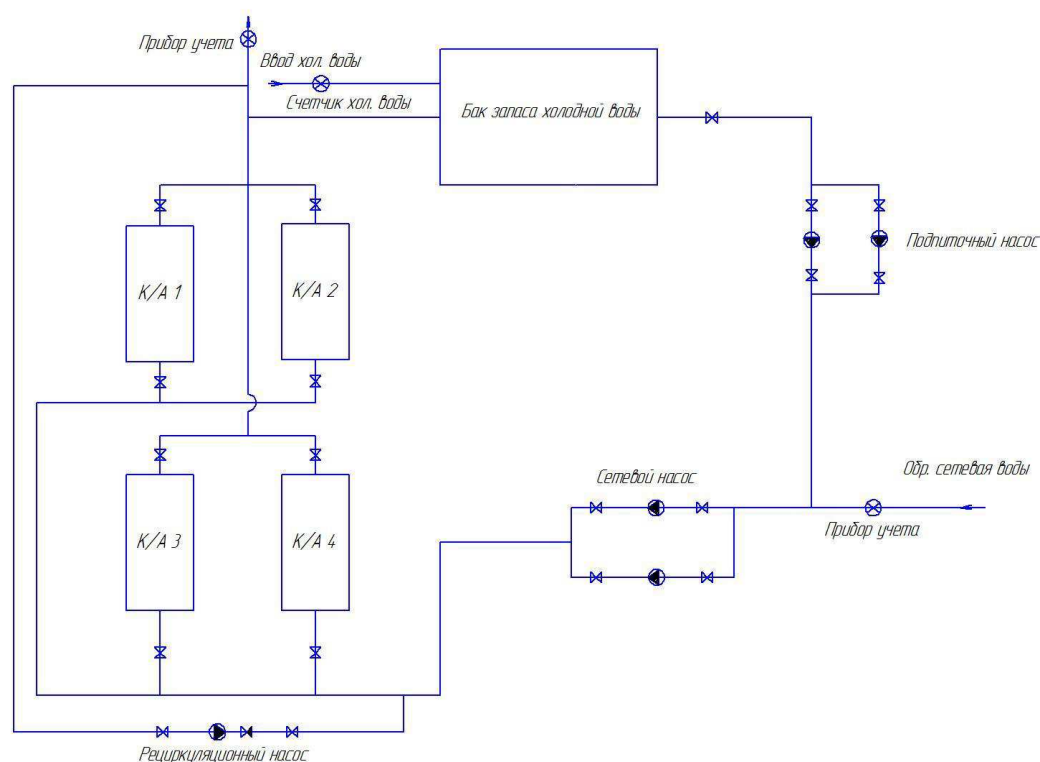 Прибор учета
Ввод хол. воды
Счетчик хол. воды
Бак запаса холодной воды
Подпиточный насос
К/А 1
К/А 2
Сетевой насос
Обр. сетевая воды
Прибор учета
К/А 3
К/А 4
Рециркуляционный насос